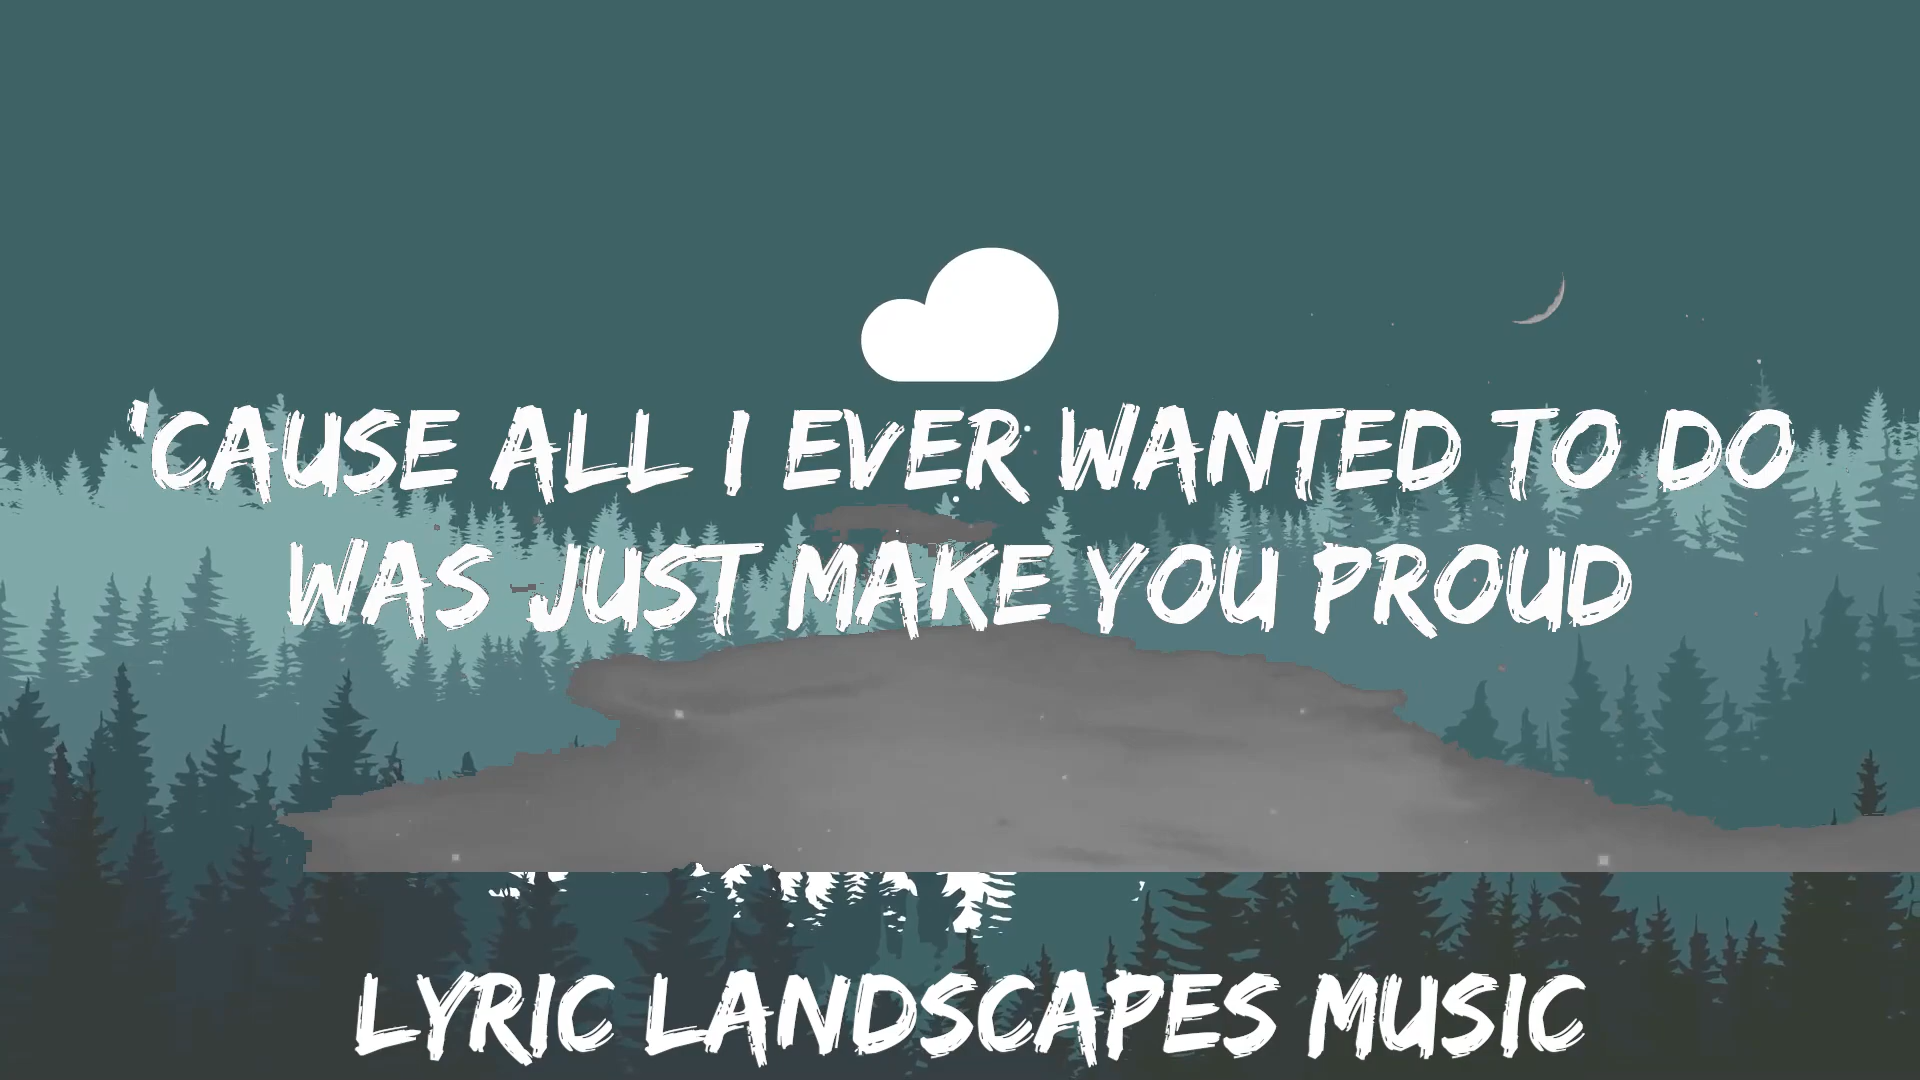 'CAUSE ALL I EVER WANTED TO DO
WAS JUST MAKE YOU PROUD
LYRIC LANDSCAPES MUSIC